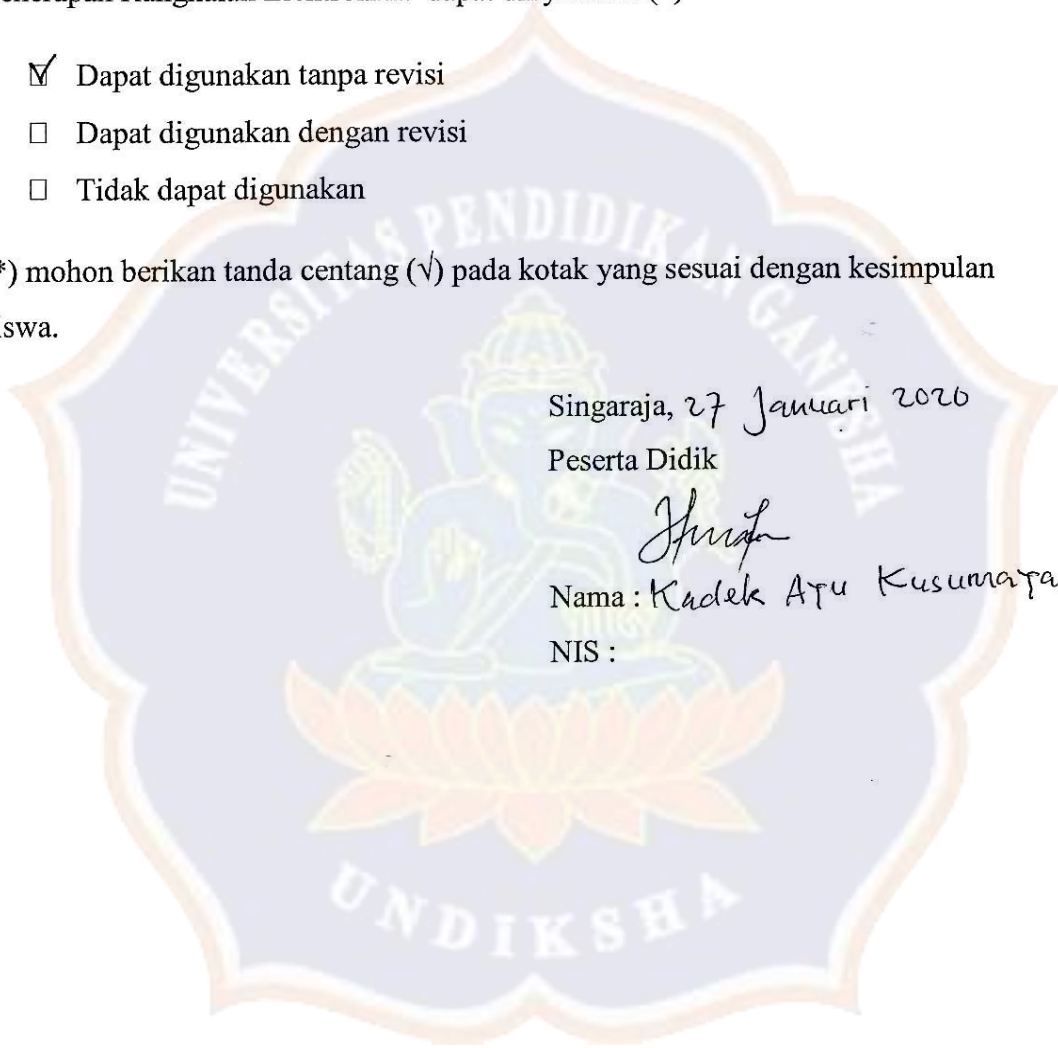 Dapat digunakan tanpa revisi
Dapat digunakan dengan revisi
Tidak dapat digunakan
*) mohon berikan tanda centang (√) pada kotak yang sesuai dengan kesimpulan
siswa.
Singaraja, 27 Januari 2020
Peserta Didik
Nama : Kadek Ayu Kusumaya
NIS :
UNIVERSITAS PENDIDIKAN GANESHA
UNDIKSHA